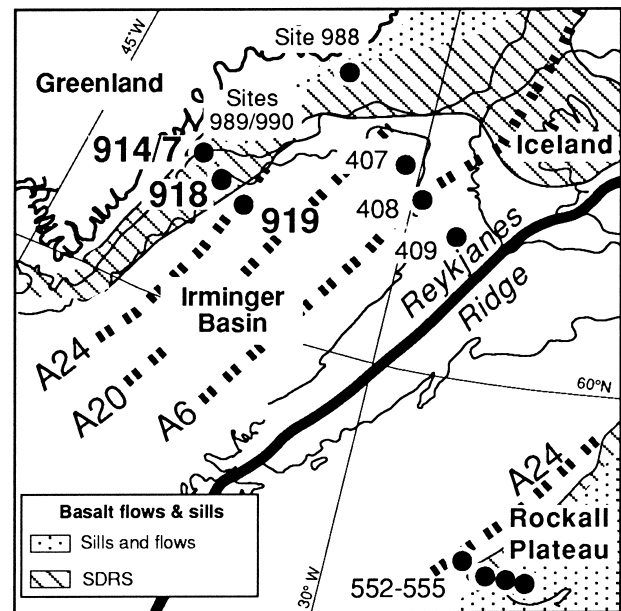 45°W
Site 988
Greenland
Sites
989/990
914/7
918
919
407
408
409
Iceland
Reykjanes
Ridge
Irminger
Basin
A24
A20
A6
60°N
A24
Rockall
Plateau
552-555
30° W
Basalt flows & sills
Sills and flows
SDRS